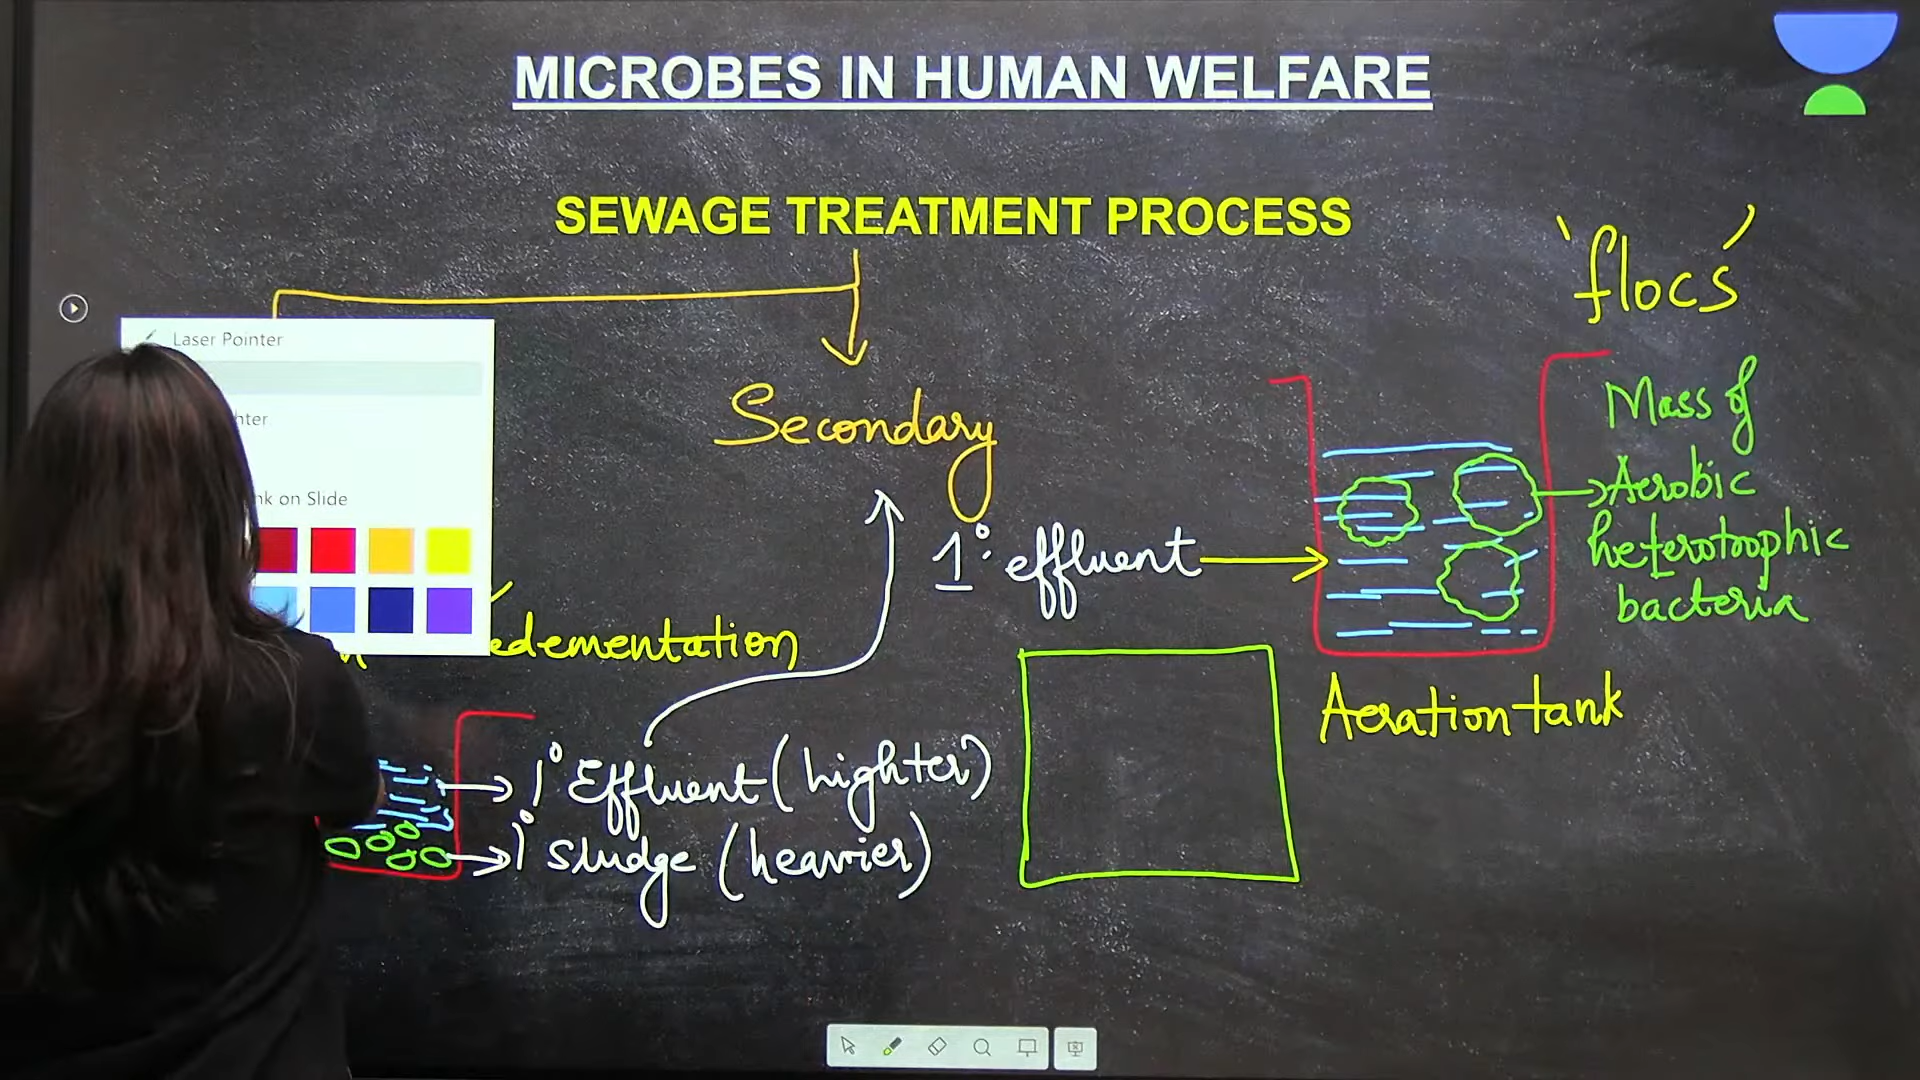 MICROBES IN HUMAN WELFARE
SEWAGE TREATMENT PROCESS
'flocs'
Laser Pointer
hter
nk on Slide
Secondary
1° effluent
Mass of
Aerobic
heterotrophic
bacteria
edementation
Aeration tank
1° Effluent (lighter)
1° Sludge (heavier)